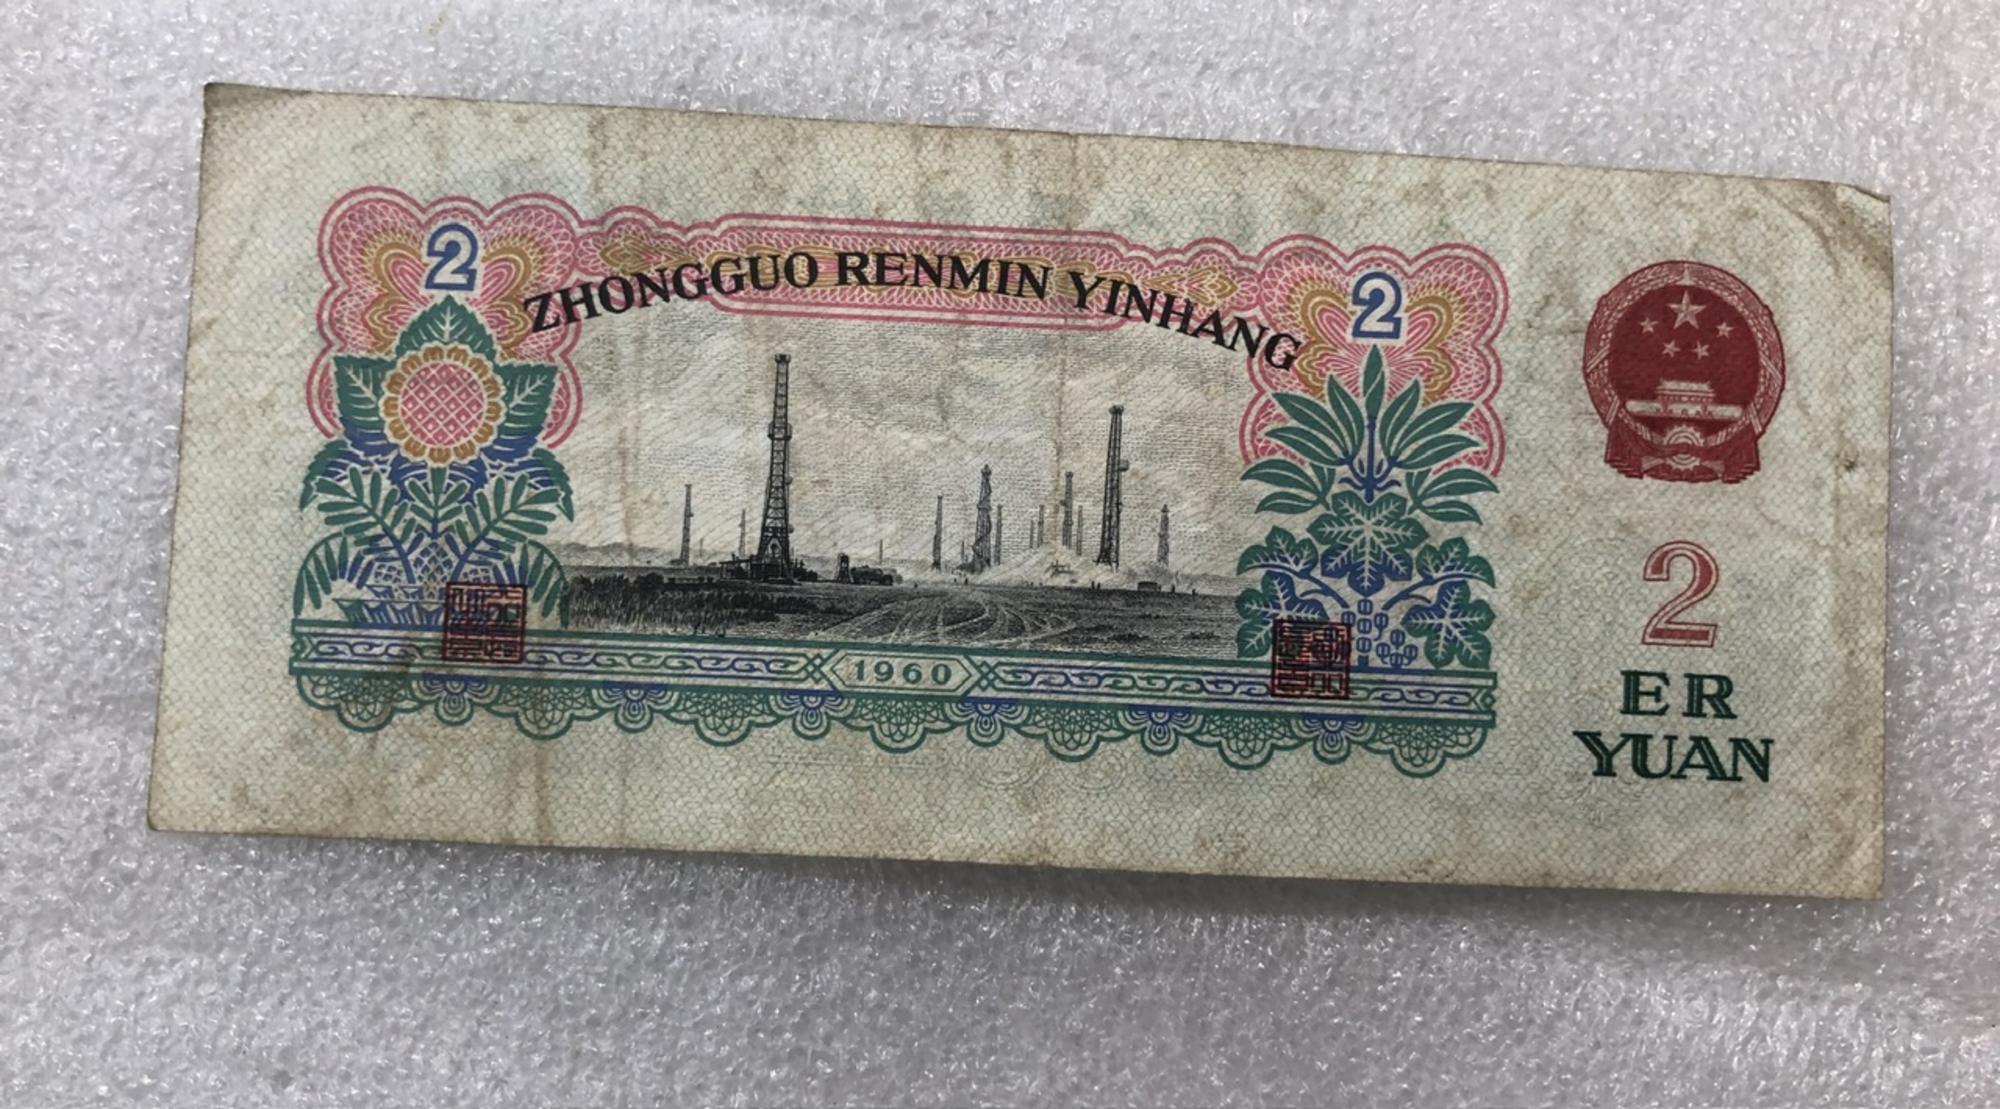 2
ZHONGGUO RENMIN YINHANG
2
1960
2
ER
YUAN